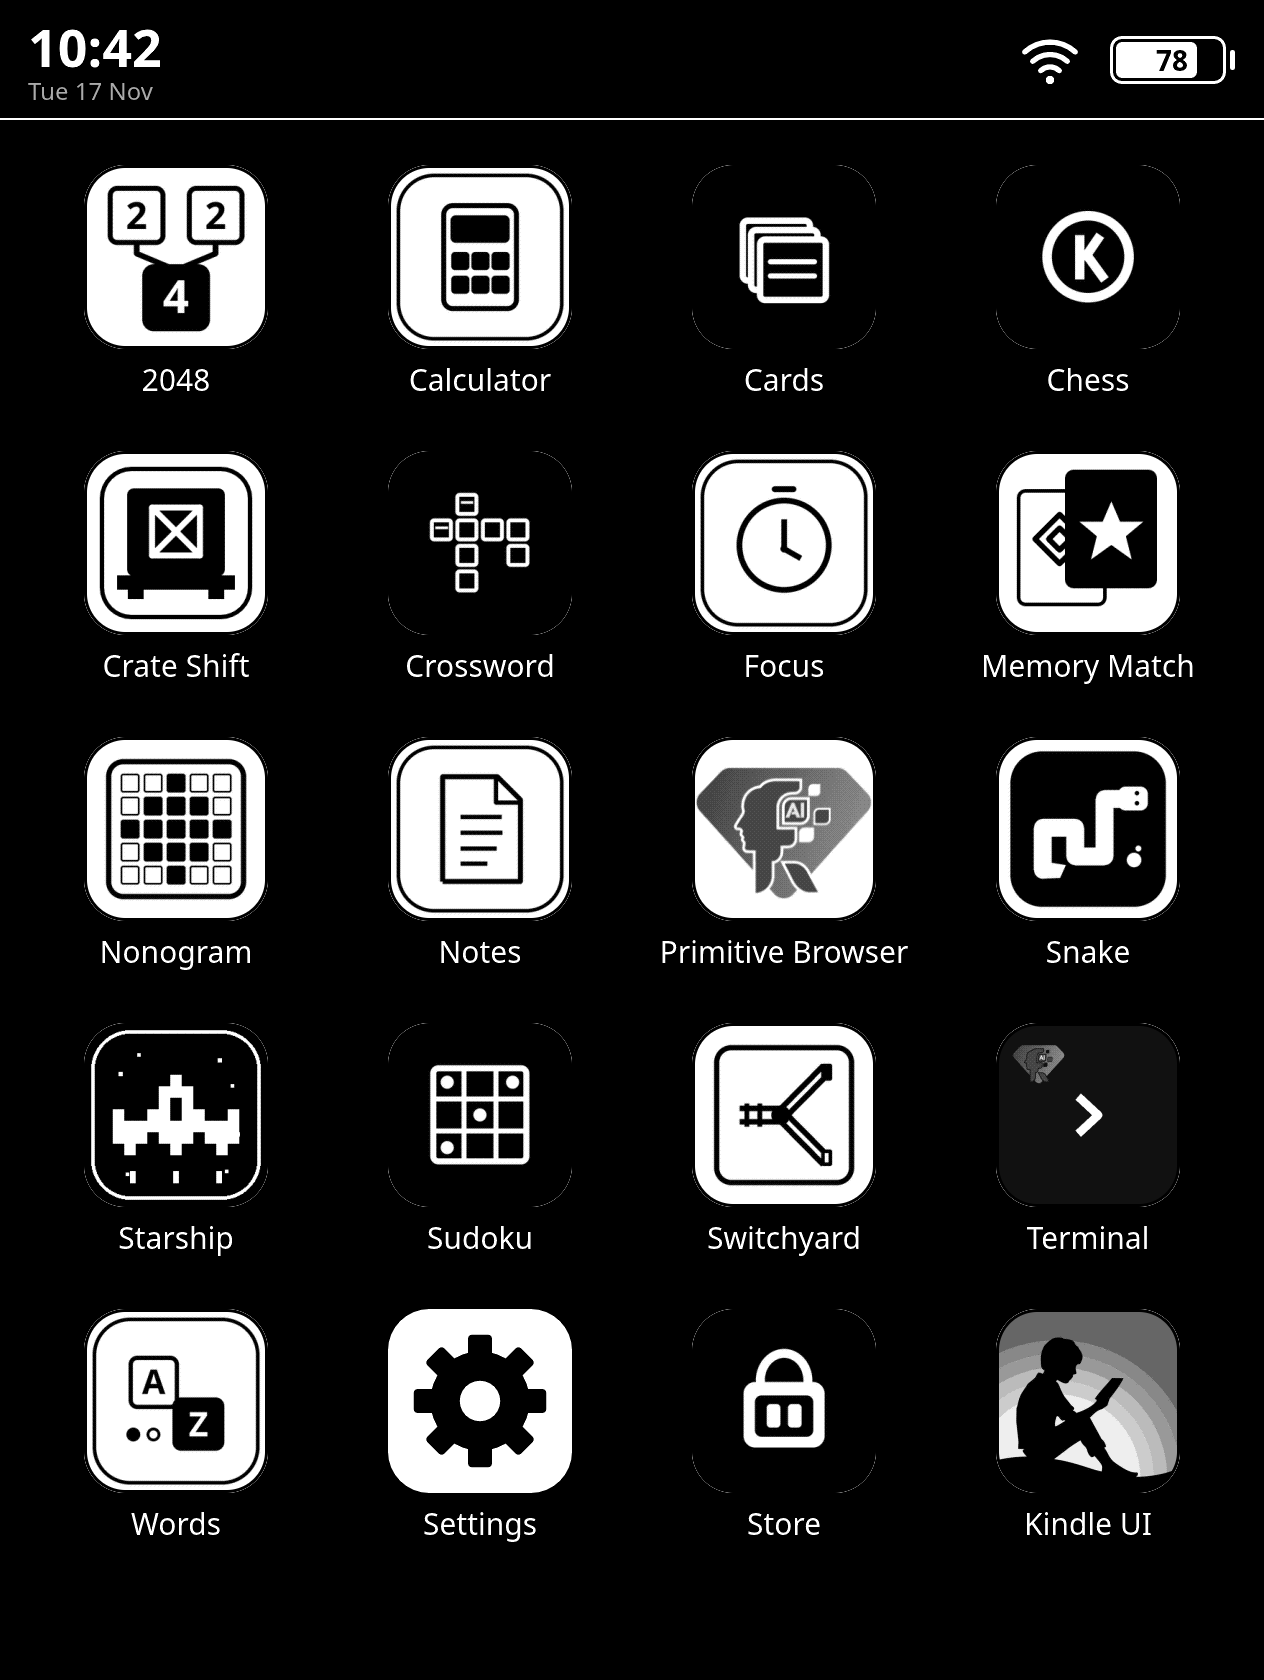 10:42
78
Tue 17 Nov
2 2
4
K
2048 Calculator Cards Chess
Crate Shift Crossword Focus Memory Match
AI
Nonogram Notes Primitive Browser Snake
AI
Starship Sudoku Switchyard Terminal
A
Z
Words Settings Store Kindle UI